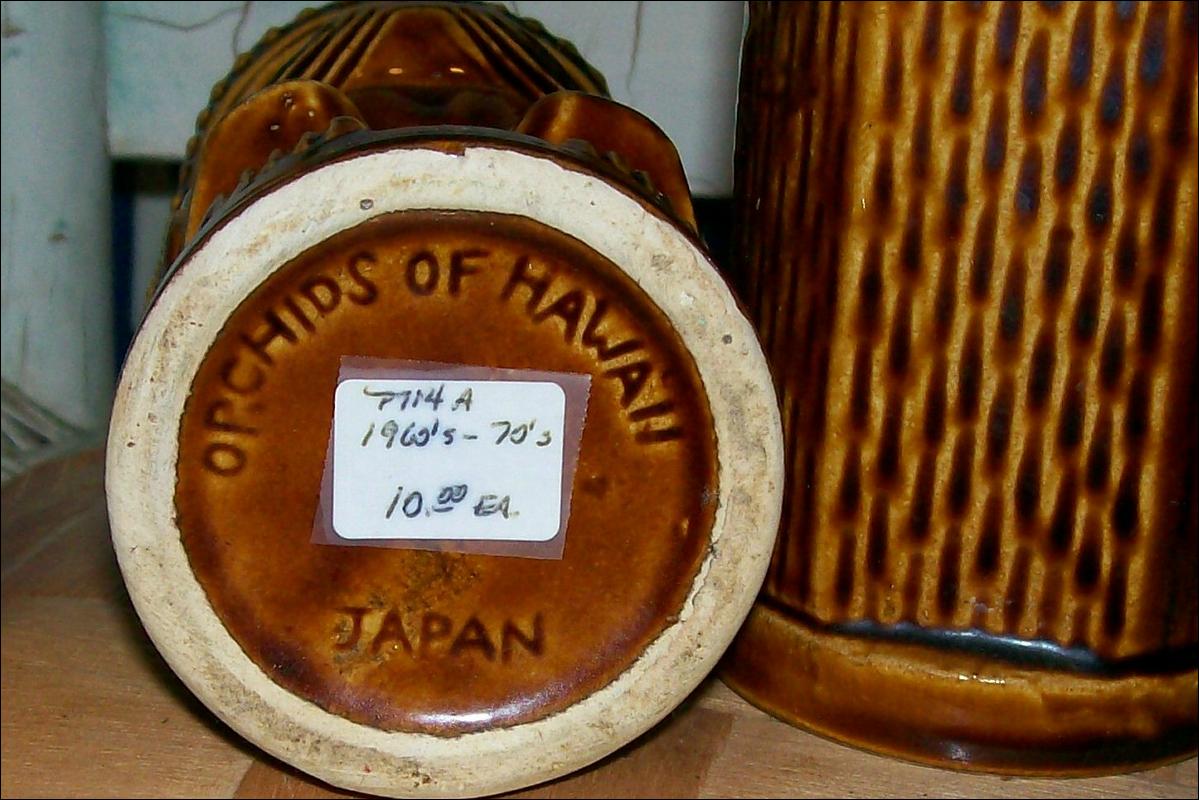 ORCHIDS OF HAWAII
7714 A
1960's - 70's
10.00 EA.
JAPAN